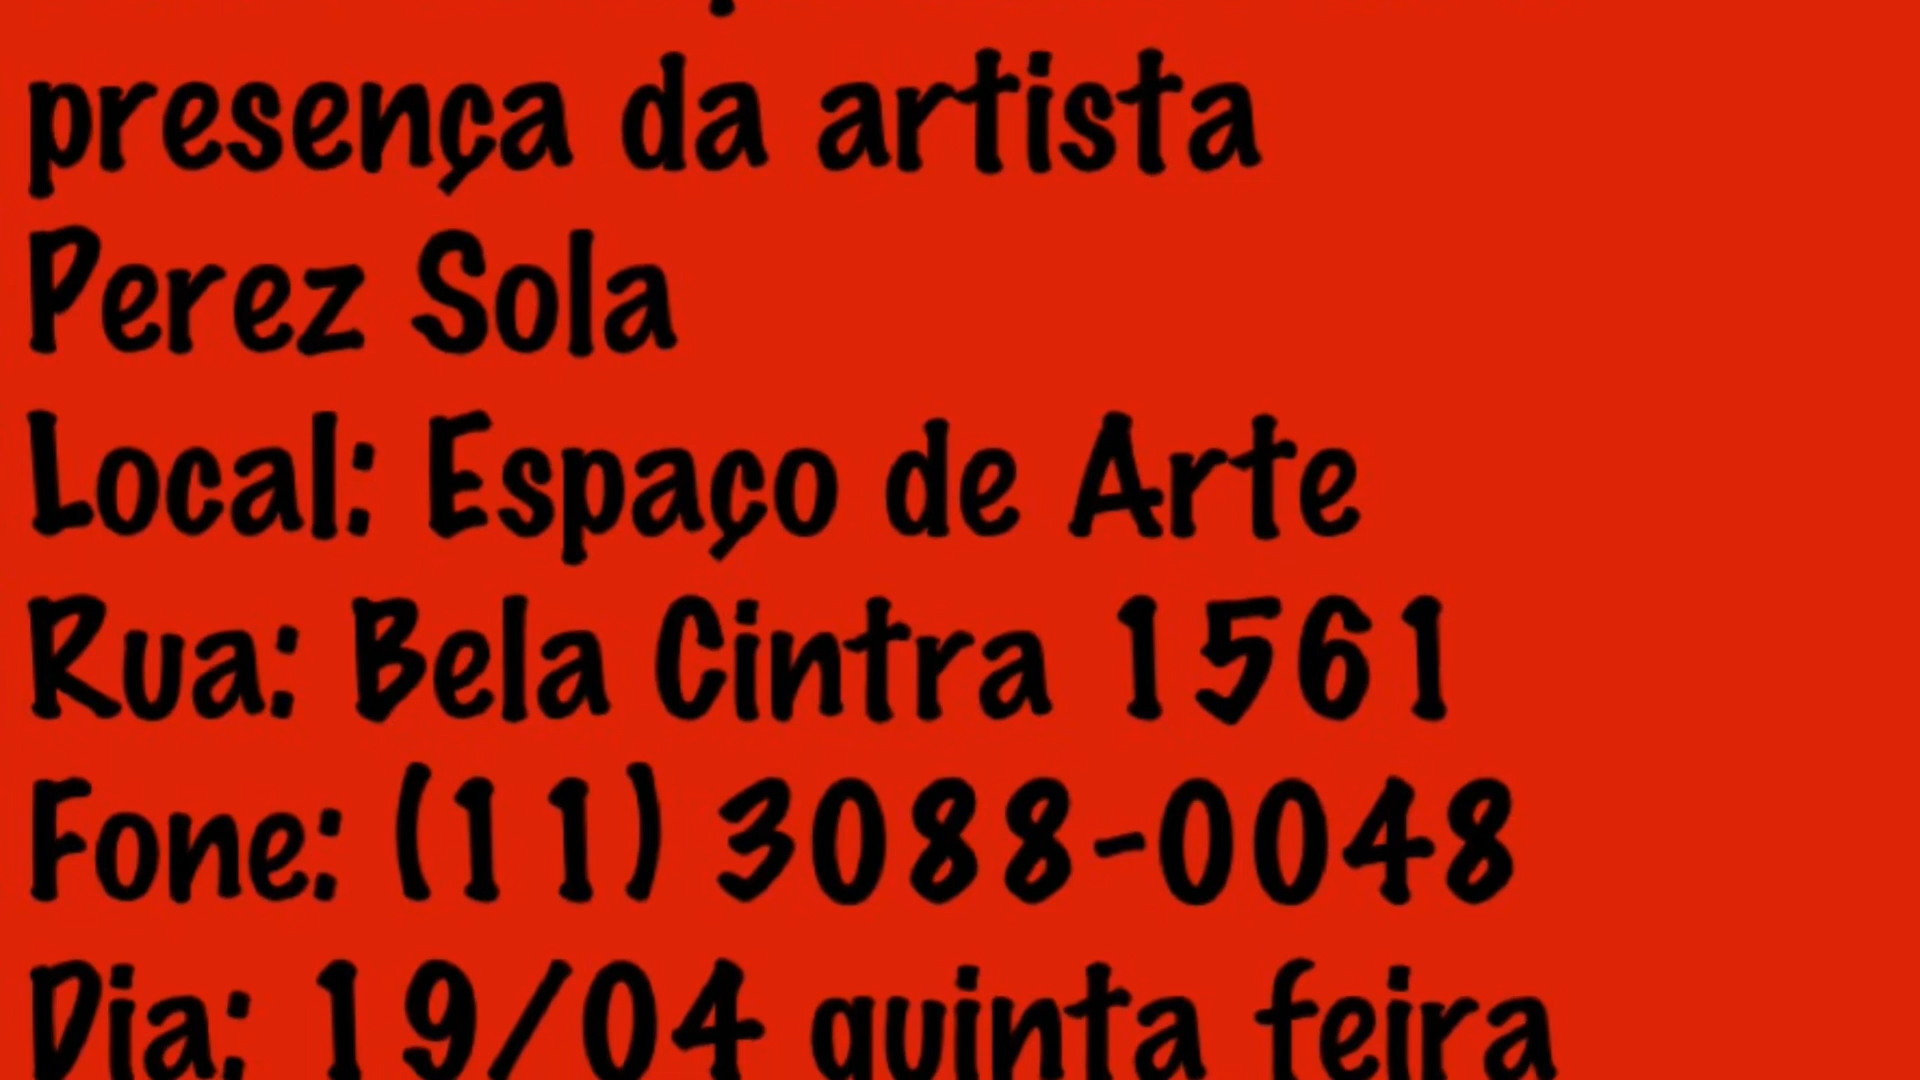 presença da artista
Perez Sola
Local: Espaço de Arte
Rua: Bela Cintra 1561
Fone: (11) 3088-0048
Dia: 19/04 quinta feira